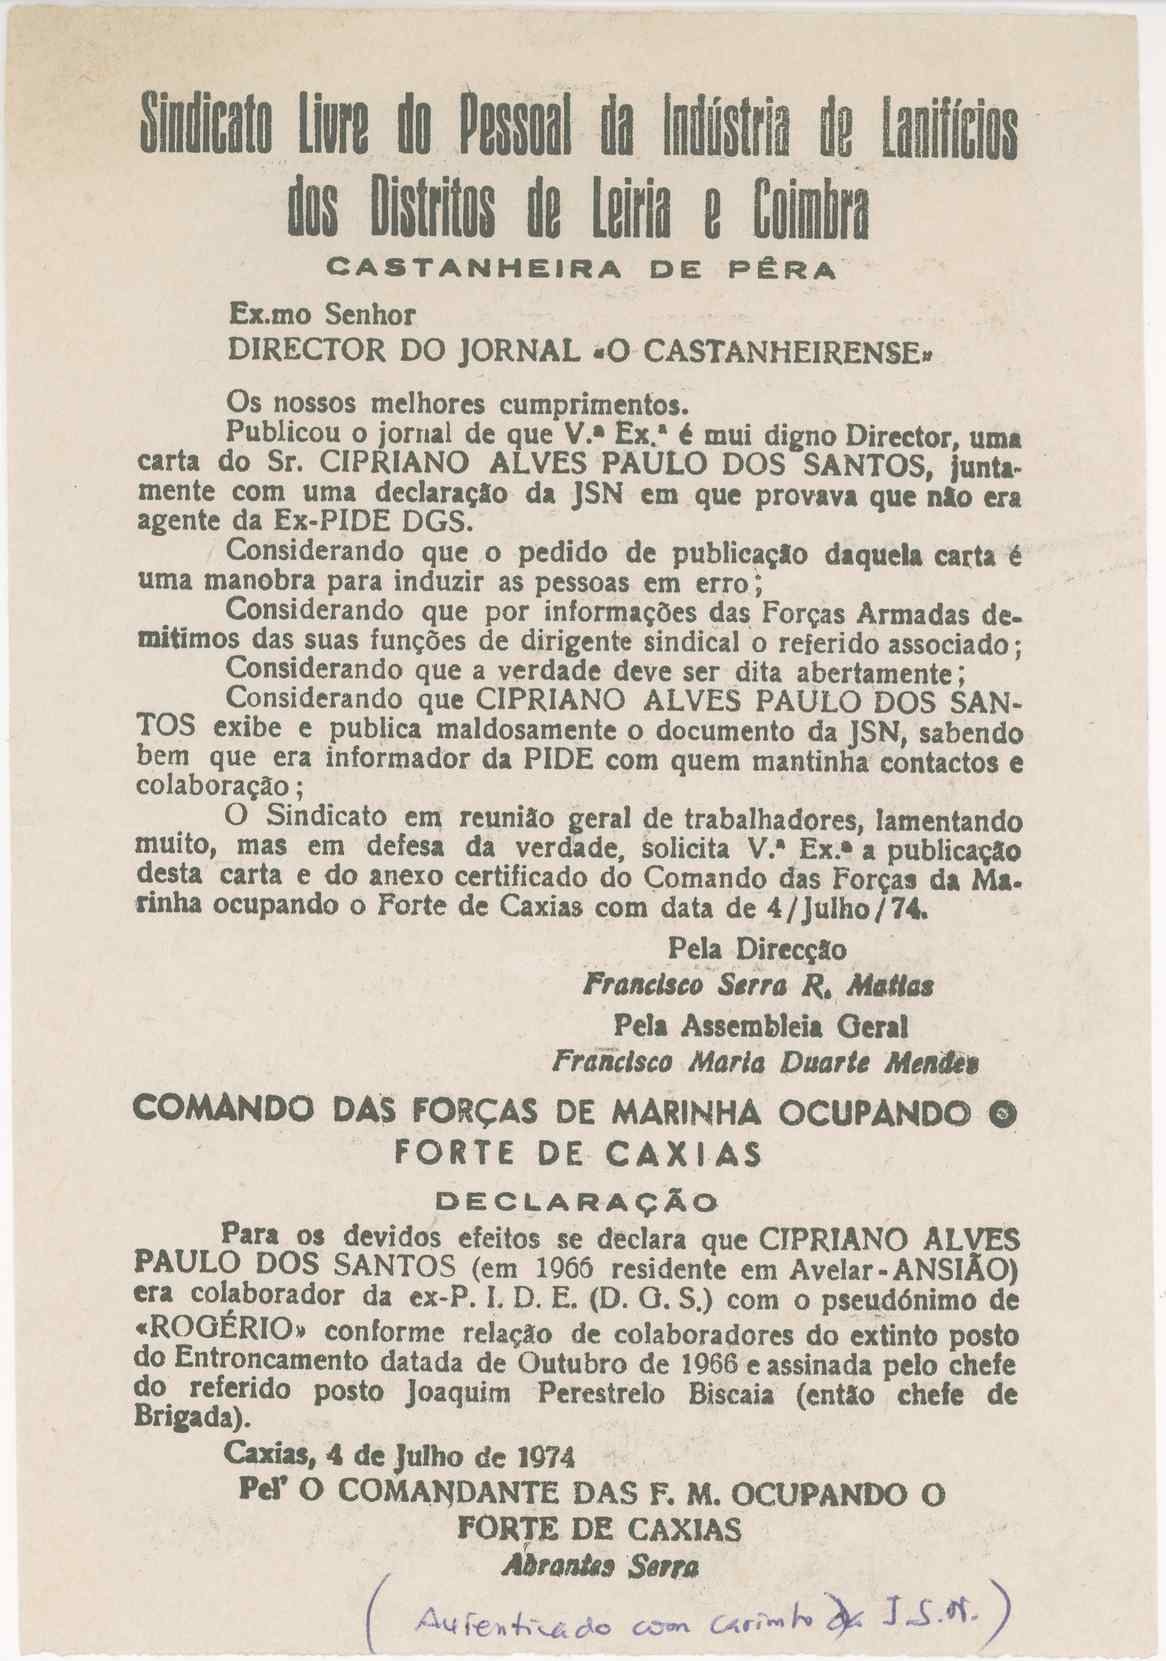 Sindicato Livre do Pessoal da Indústria de Lanifícios
dos Distritos de Leiria e Coimbra
CASTANHEIRA DE PÊRA
Ex.mo Senhor
DIRECTOR DO JORNAL «O CASTANHEIRENSE»
Os nossos melhores cumprimentos.
Publicou o jornal de que V.ª Ex.ª é mui digno Director, uma
carta do Sr. CIPRIANO ALVES PAULO DOS SANTOS, junta-
mente com uma declaração da JSN em que provava que não era
agente da Ex-PIDE DGS.
Considerando que o pedido de publicação daquela carta é
uma manobra para induzir as pessoas em erro;
Considerando que por informações das Forças Armadas de-
mitimos das suas funções de dirigente sindical o referido associado;
Considerando que a verdade deve ser dita abertamente;
Considerando que CIPRIANO ALVES PAULO DOS SAN-
TOS exibe e publica maldosamente o documento da JSN, sabendo
bem que era informador da PIDE com quem mantinha contactos e
colaboração;
O Sindicato em reunião geral de trabalhadores, lamentando
muito, mas em defesa da verdade, solicita V.ª Ex.ª a publicação
desta carta e do anexo certificado do Comando das Forças da Ma-
rinha ocupando o Forte de Caxias com data de 4/Julho/74.
Pela Direcção
Francisco Serra R. Matias
Pela Assembleia Geral
Francisco Maria Duarte Mendes
COMANDO DAS FORÇAS DE MARINHA OCUPANDO O
FORTE DE CAXIAS
DECLARAÇÃO
Para os devidos efeitos se declara que CIPRIANO ALVES
PAULO DOS SANTOS (em 1966 residente em Avelar-ANSIÃO)
era colaborador da ex-P. I. D. E. (D. G. S.) com o pseudónimo de
«ROGÉRIO» conforme relação de colaboradores do extinto posto
do Entroncamento datada de Outubro de 1966 e assinada pelo chefe
do referido posto Joaquim Perestrelo Biscaia (então chefe de
Brigada).
Caxias, 4 de Julho de 1974
Pel' O COMANDANTE DAS F. M. OCUPANDO O
FORTE DE CAXIAS
Abrantes Serra
(Autenticado com carimbo da J.S.N.)